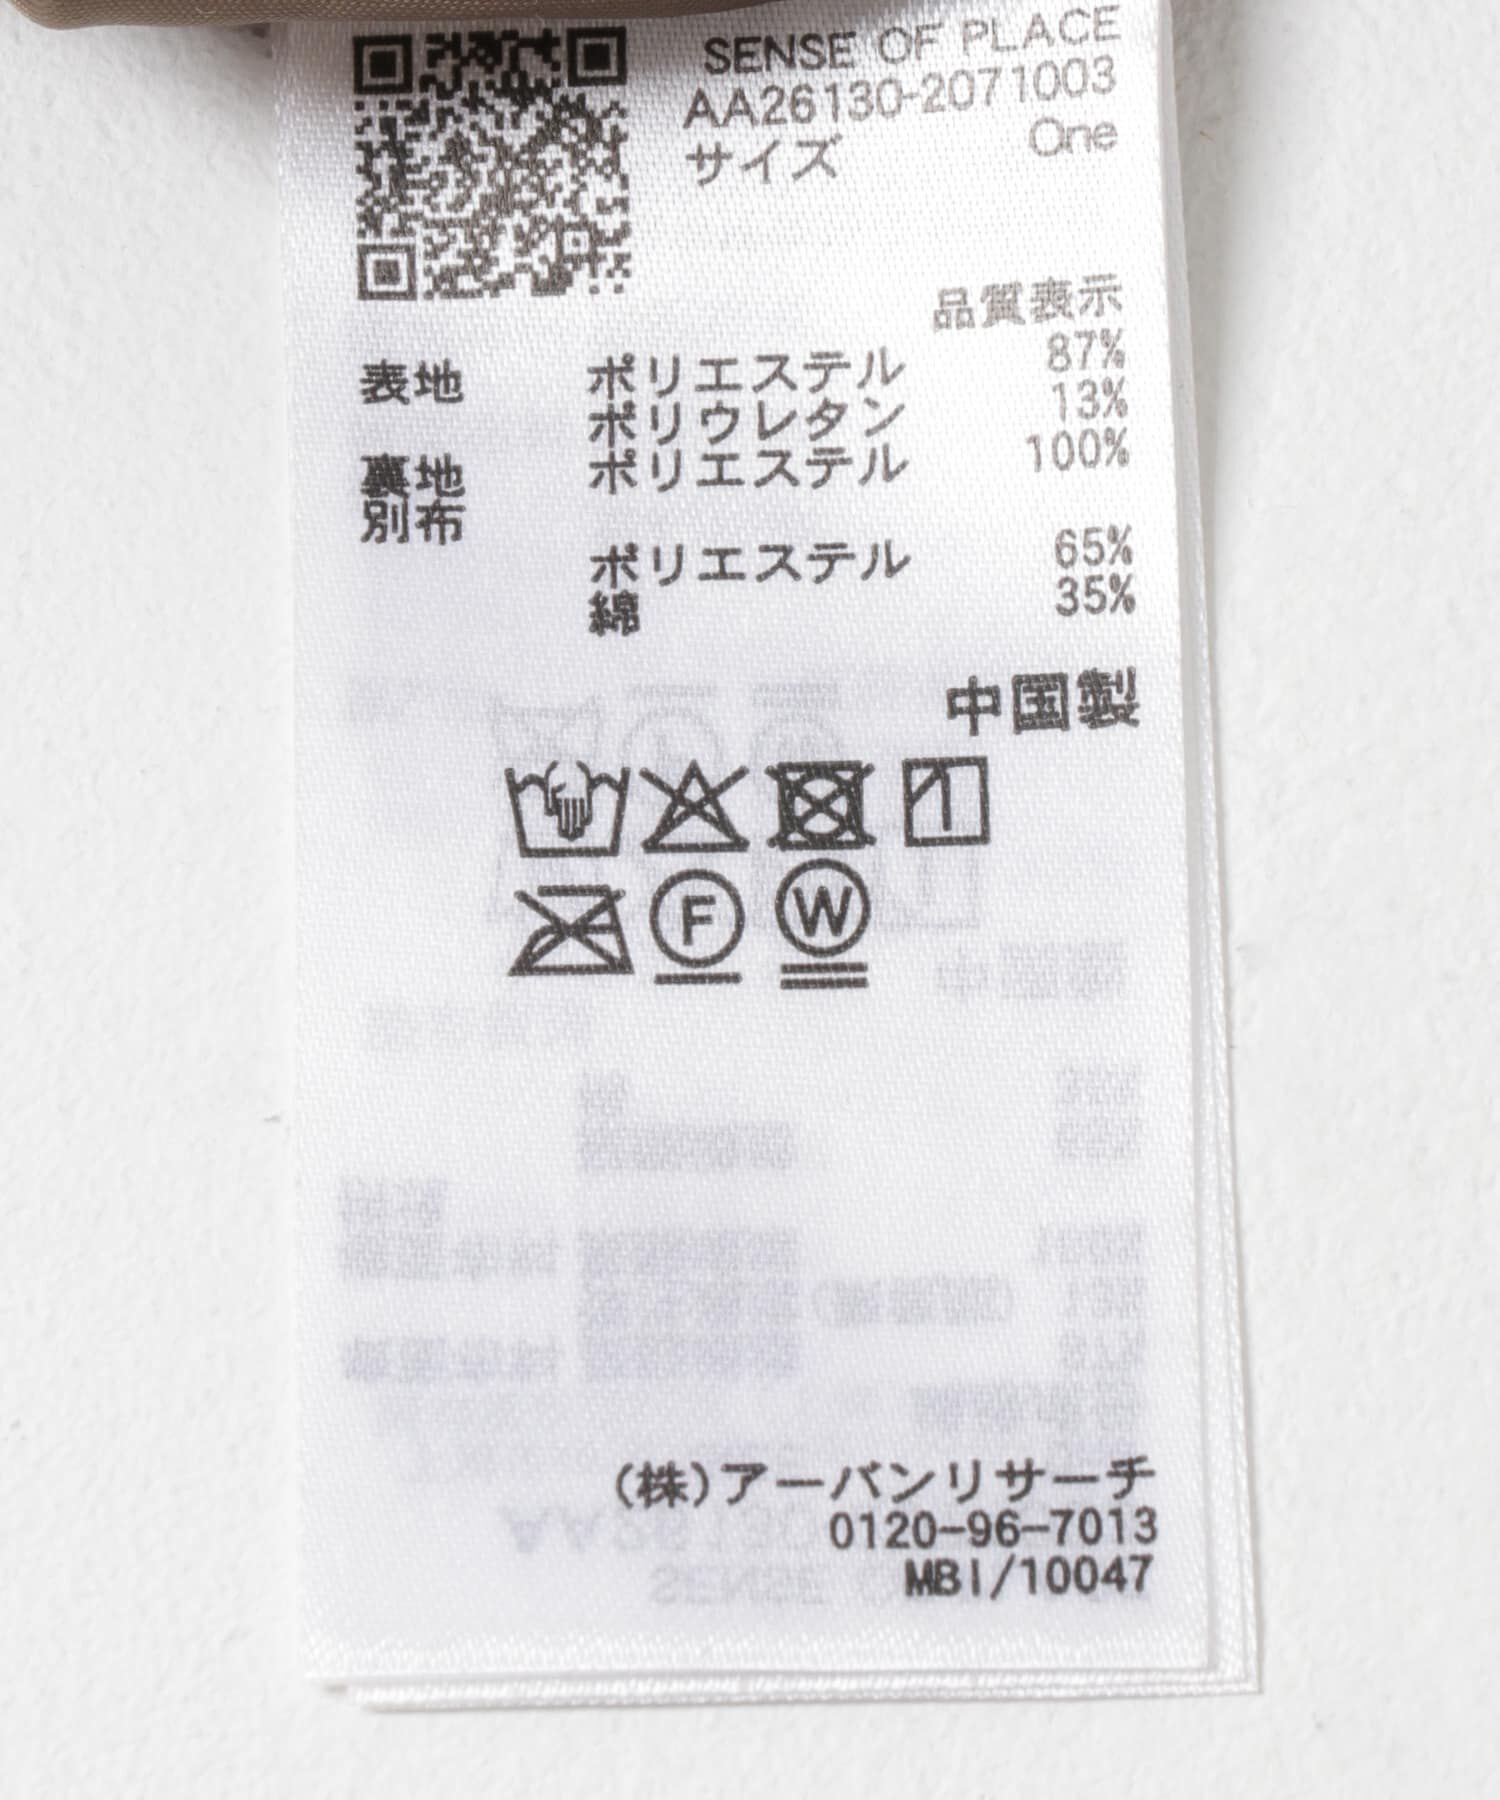 SENSE OF PLACE
AA26130-2071003
サイズ One
品質表示
表地 ポリエステル 87%
ポリウレタン 13%
裏地 ポリエステル 100%
別布
ポリエステル 65%
綿 35%
中国製
F W
(株)アーバンリサーチ
0120-96-7013
MBI/10047